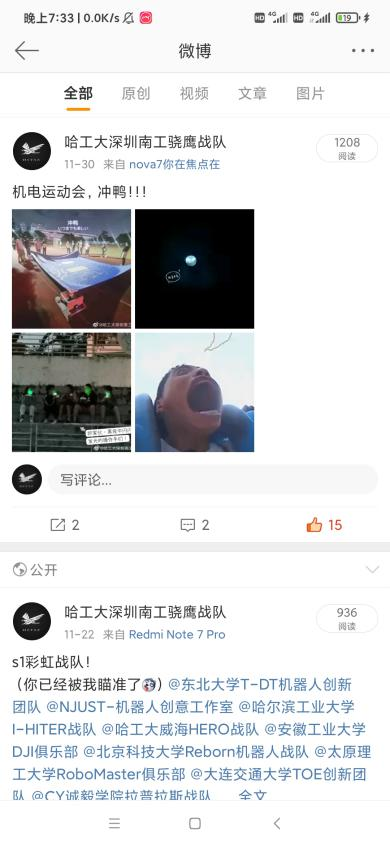 晚上7:33 | 0.0K/s
HD 4G HD 4G 19
微博
全部 原创 视频 文章 图片
哈工大深圳南工骁鹰战队
11-30 来自 nova7你在焦点在
1208
阅读
机电运动会，冲鸭!!!
冲鸭
写评论...
2 2 15
公开
哈工大深圳南工骁鹰战队
11-22 来自 Redmi Note 7 Pro
936
阅读
s1彩虹战队!
（你已经被我瞄准了）@东北大学T-DT机器人创新
团队 @NJUST-机器人创意工作室 @哈尔滨工业大学
I-HITER战队 @哈工大威海HERO战队 @安徽工业大学
DJI俱乐部 @北京科技大学Reborn机器人战队 @太原理
工大学RoboMaster俱部 @大连交通大学TOE创新团
队 @CY诚毅学院拉普拉斯战队 ... 全文